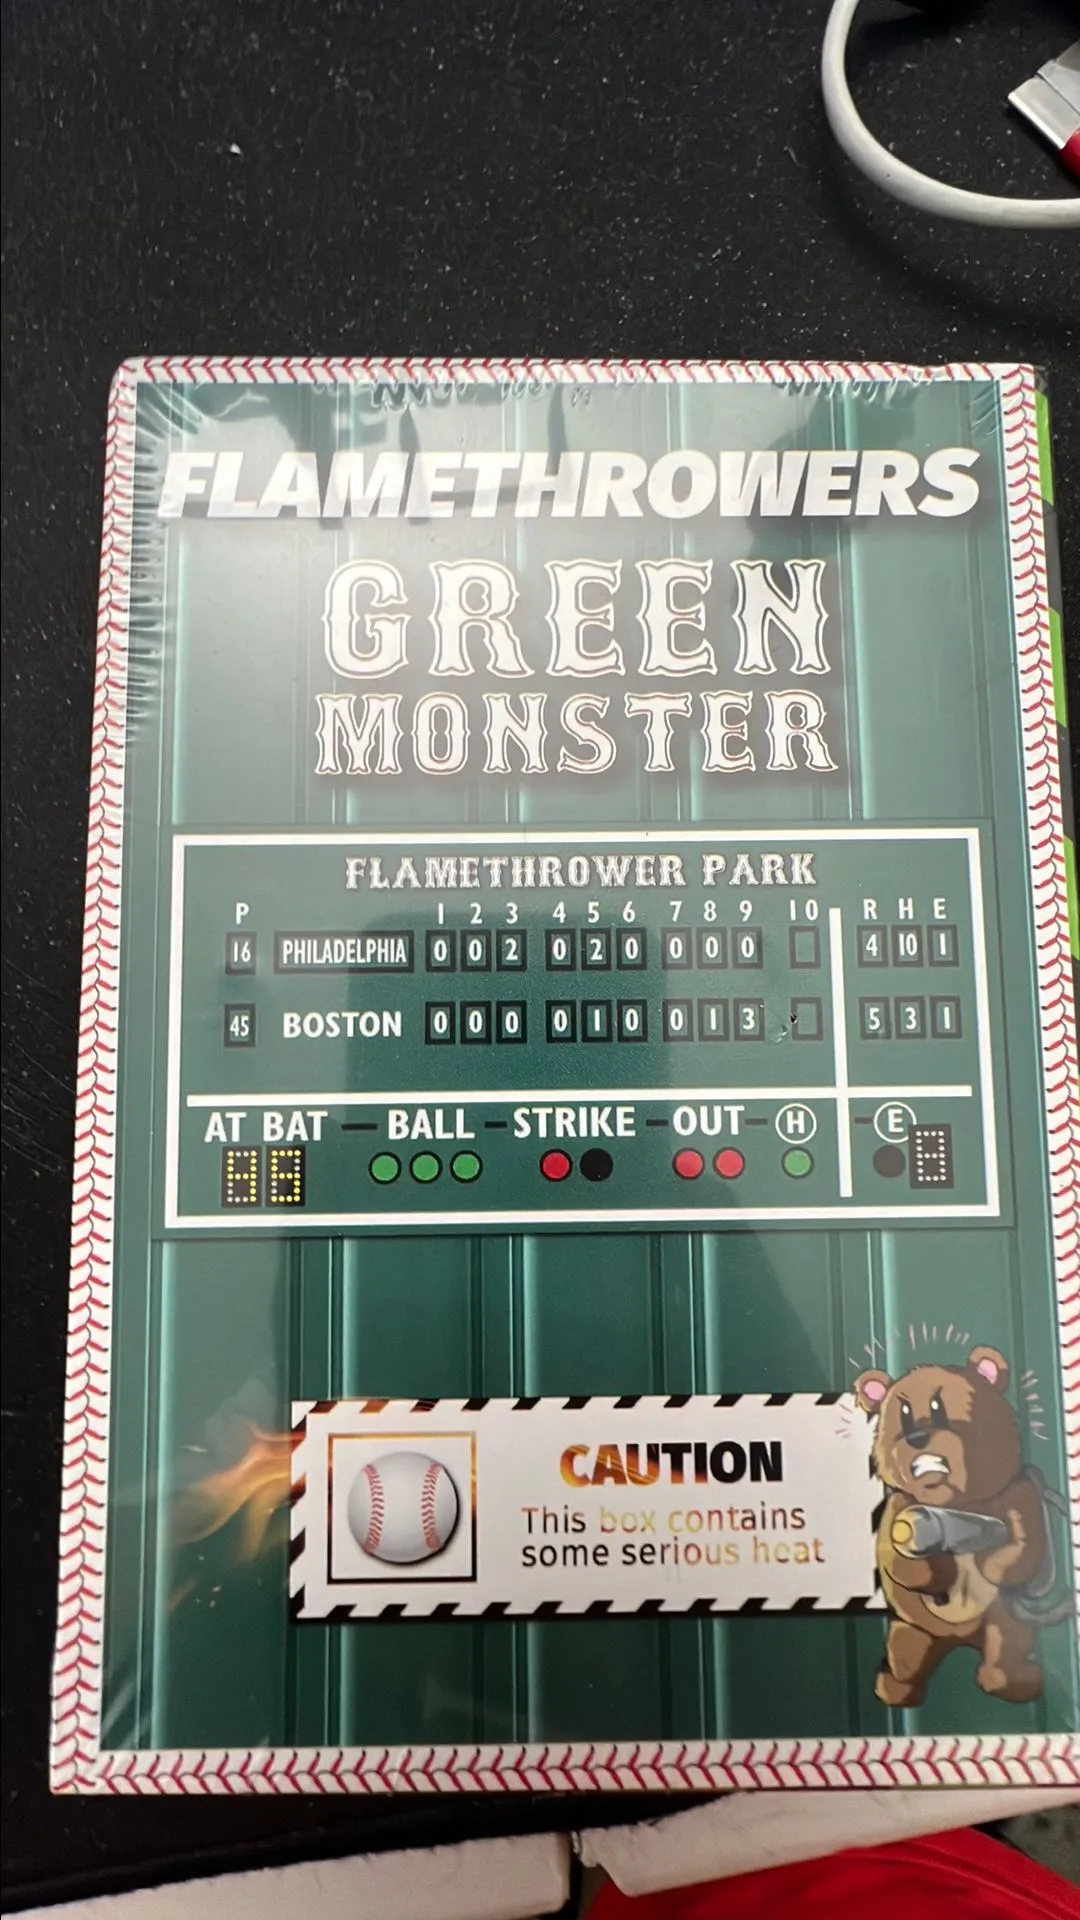 FLAMETHROWERS
GREEN
MONSTER
FLAMETHROWER PARK
P 1 2 3 4 5 6 7 8 9 10 R H E
16 PHILADELPHIA 0 0 2 0 2 0 0 0 0 4 10 1
45 BOSTON 0 0 0 0 1 0 0 1 3 5 3 1
AT BAT – BALL – STRIKE – OUT – H – E
CAUTION
This box contains
some serious heat